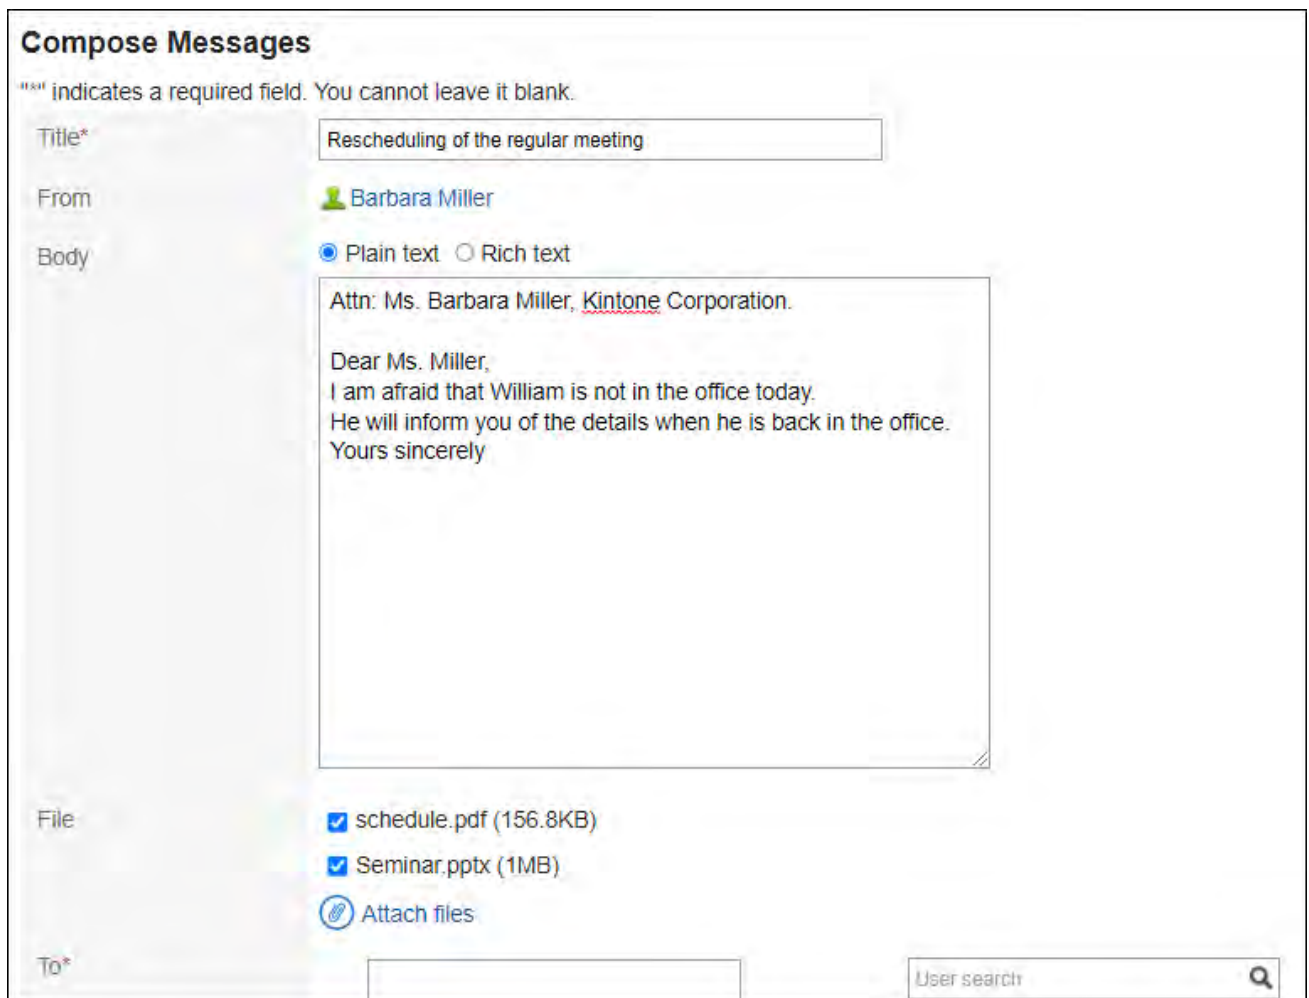 Compose Messages
"*" indicates a required field. You cannot leave it blank.
Title*
Rescheduling of the regular meeting
From
Barbara Miller
Body
Plain text Rich text
Attn: Ms. Barbara Miller, Kintone Corporation.
Dear Ms. Miller,
I am afraid that William is not in the office today.
He will inform you of the details when he is back in the office.
Yours sincerely
File
schedule.pdf (156.8KB)
Seminar.pptx (1MB)
Attach files
To*
User search